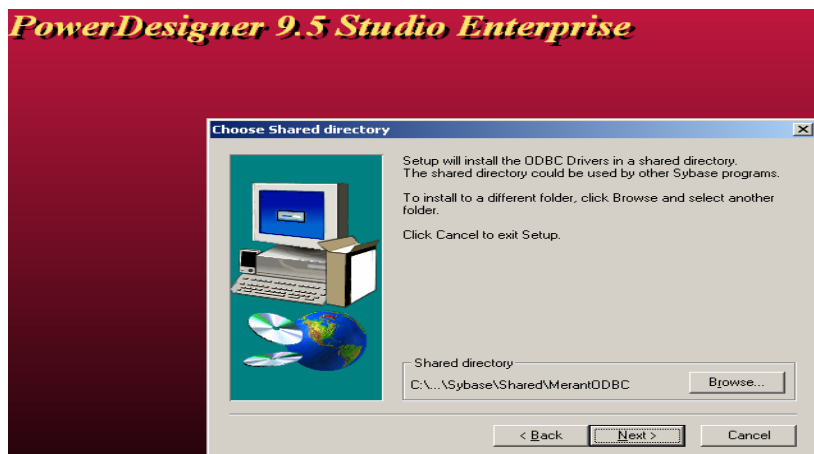 PowerDesigner 9.5 Studio Enterprise
Choose Shared directory
Setup will install the ODBC Drivers in a shared directory.
The shared directory could be used by other Sybase programs.
To install to a different folder, click Browse and select another
folder.
Click Cancel to exit Setup.
Shared directory
C:\...\Sybase\Shared\MerantODBC
Browse...
< Back
Next >
Cancel